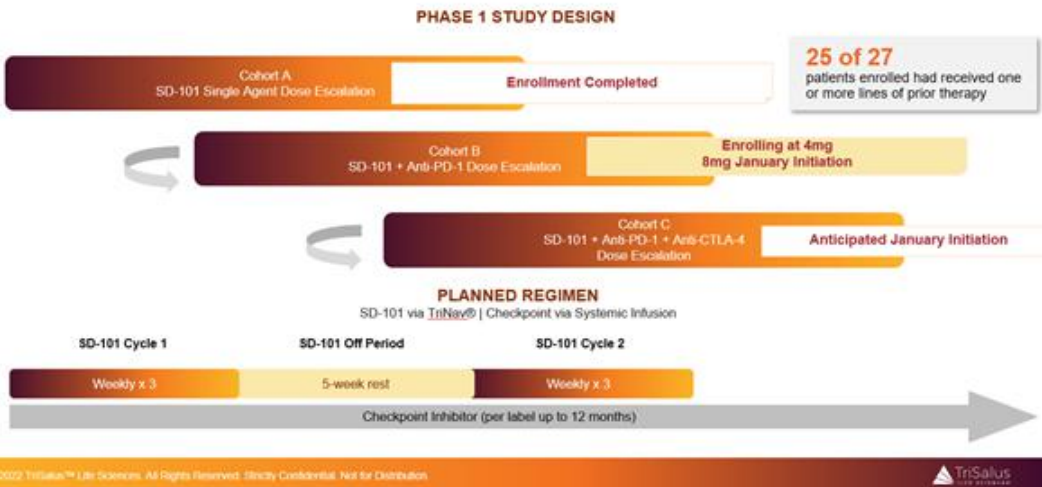 PHASE 1 STUDY DESIGN
Cohort A
SD-101 Single Agent Dose Escalation
Enrollment Completed
25 of 27
patients enrolled had received one
or more lines of prior therapy
Cohort B
SD-101 + Anti-PD-1 Dose Escalation
Enrolling at 4mg
8mg January Initiation
Cohort C
SD-101 + Anti-PD-1 + Anti-CTLA-4
Dose Escalation
Anticipated January Initiation
PLANNED REGIMEN
SD-101 via TriNav® | Checkpoint via Systemic Infusion
SD-101 Cycle 1
SD-101 Off Period
SD-101 Cycle 2
Weekly x 3
5-week rest
Weekly x 3
Checkpoint Inhibitor (per label up to 12 months)
2022 TriSalus™ Life Sciences. All Rights Reserved. Strictly Confidential. Not for Distribution
TriSalus
LIFE SCIENCES